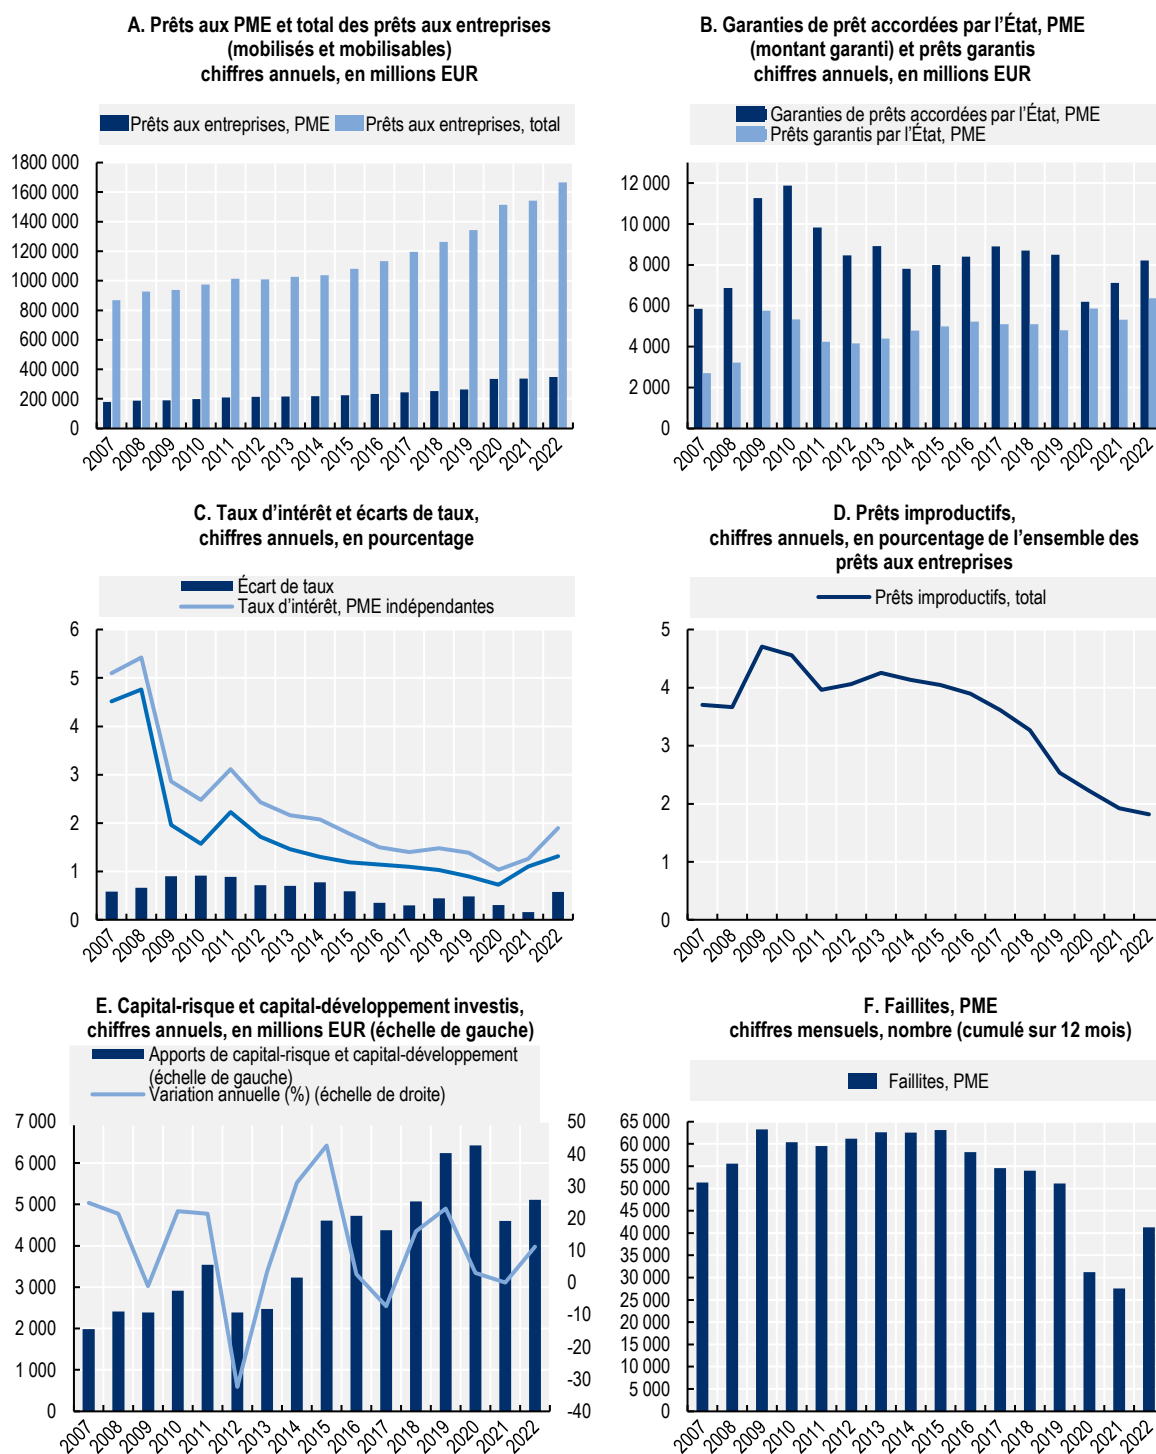 A. Prêts aux PME et total des prêts aux entreprises
(mobilisés et mobilisables)
chiffres annuels, en millions EUR
Prêts aux entreprises, PME
Prêts aux entreprises, total
1800 000
1600 000
1400 000
1200 000
1000 000
800 000
600 000
400 000
200 000
0
2007 2008 2009 2010 2011 2012 2013 2014 2015 2016 2017 2018 2019 2020 2021 2022
B. Garanties de prêt accordées par l'État, PME
(montant garanti) et prêts garantis
chiffres annuels, en millions EUR
Garanties de prêts accordées par l'État, PME
Prêts garantis par l'État, PME
12 000
10 000
8 000
6 000
4 000
2 000
0
2007 2008 2009 2010 2011 2012 2013 2014 2015 2016 2017 2018 2019 2020 2021 2022
C. Taux d'intérêt et écarts de taux,
chiffres annuels, en pourcentage
Écart de taux
Taux d'intérêt, PME indépendantes
6
5
4
3
2
1
0
2007 2008 2009 2010 2011 2012 2013 2014 2015 2016 2017 2018 2019 2020 2021 2022
D. Prêts improductifs,
chiffres annuels, en pourcentage de l'ensemble des
prêts aux entreprises
Prêts improductifs, total
5
4
3
2
1
0
2007 2008 2009 2010 2011 2012 2013 2014 2015 2016 2017 2018 2019 2020 2021 2022
E. Capital-risque et capital-développement investis,
chiffres annuels, en millions EUR (échelle de gauche)
Apports de capital-risque et capital-développement
(échelle de gauche)
Variation annuelle (%) (échelle de droite)
7 000
6 000
5 000
4 000
3 000
2 000
1 000
0
50
40
30
20
10
0
-10
-20
-30
-40
2007 2008 2009 2010 2011 2012 2013 2014 2015 2016 2017 2018 2019 2020 2021 2022
F. Faillites, PME
chiffres mensuels, nombre (cumulé sur 12 mois)
Faillites, PME
65 000
60 000
55 000
50 000
45 000
40 000
35 000
30 000
25 000
20 000
15 000
10 000
5 000
0
2007 2008 2009 2010 2011 2012 2013 2014 2015 2016 2017 2018 2019 2020 2021 2022